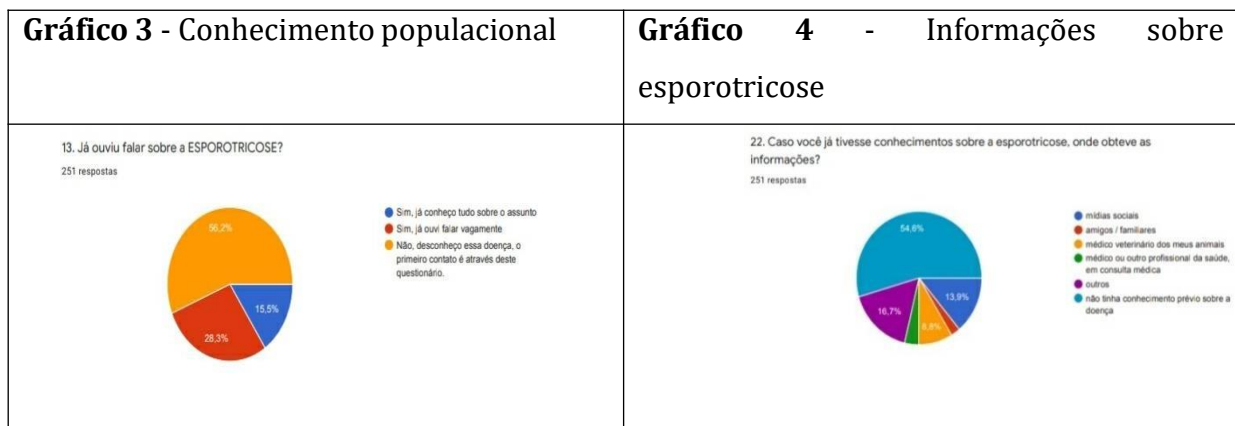 Gráfico 3 - Conhecimento populacional
Gráfico 4 - Informações sobre
esporotricose
13. Já ouviu falar sobre a ESPOROTRICOSE?
251 respostas
56,2%
15,5%
28,3%
Sim, já conheço tudo sobre o assunto
Sim, já ouvi falar vagamente
Não, desconheço essa doença, o
primeiro contato é através deste
questionário.
22. Caso você já tivesse conhecimentos sobre a esporotricose, onde obteve as
informações?
251 respostas
54,6%
13,9%
16,7%
mídias sociais
amigos / familiares
médico veterinário dos meus animais
médico ou outro profissional da saúde,
em consulta médica
outros
não tinha conhecimento prévio sobre a
doença